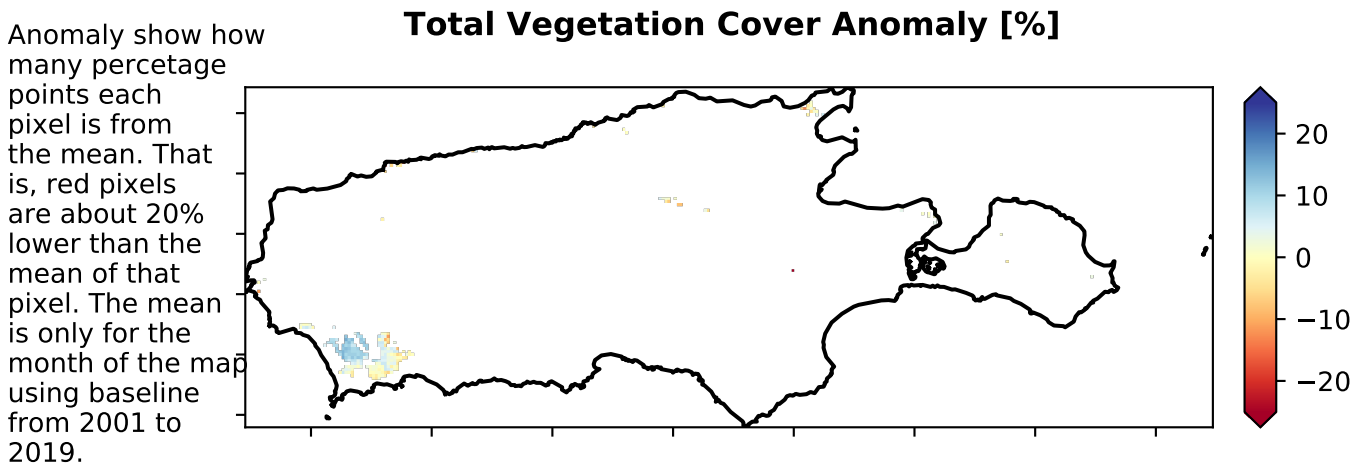 Total Vegetation Cover Anomaly [%]
Anomaly show how
many percetage
points each
pixel is from
the mean. That
is, red pixels
are about 20%
lower than the
mean of that
pixel. The mean
is only for the
month of the map
using baseline
from 2001 to
2019.
20
10
0
−10
−20